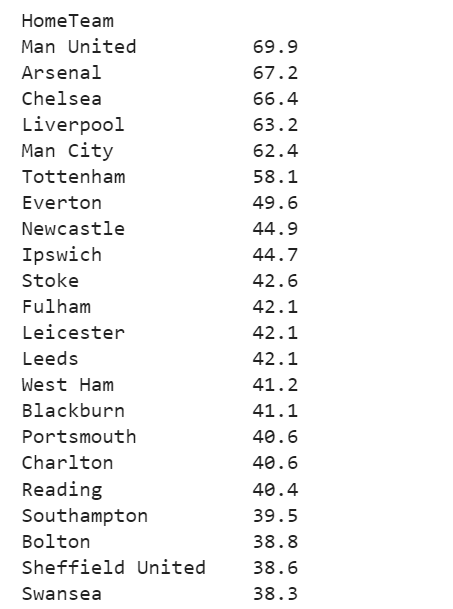 HomeTeam
Man United 69.9
Arsenal 67.2
Chelsea 66.4
Liverpool 63.2
Man City 62.4
Tottenham 58.1
Everton 49.6
Newcastle 44.9
Ipswich 44.7
Stoke 42.6
Fulham 42.1
Leicester 42.1
Leeds 42.1
West Ham 41.2
Blackburn 41.1
Portsmouth 40.6
Charlton 40.6
Reading 40.4
Southampton 39.5
Bolton 38.8
Sheffield United 38.6
Swansea 38.3